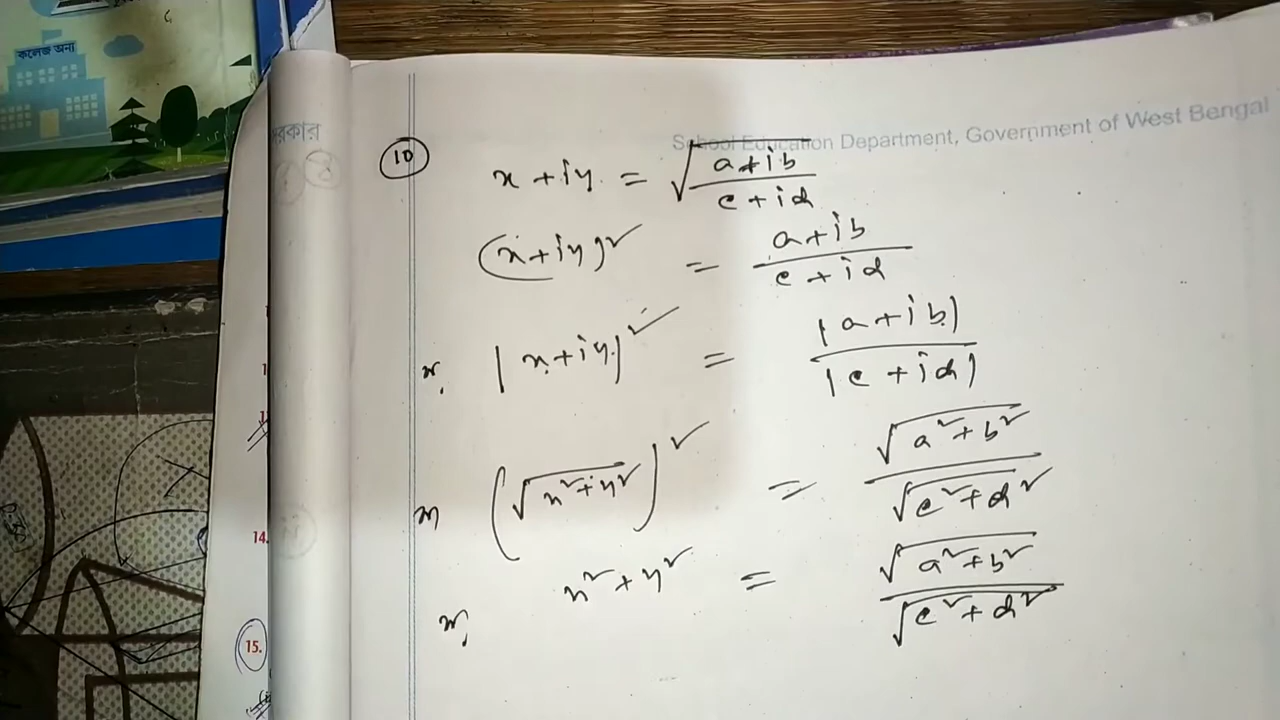 কলেজ অন্য
রকার
School Education Department, Government of West Bengal
(10) x + iy = √(a+ib / c+id)
(x+iy)² = a+ib / c+id
|x+iy|² = |a+ib| / |c+id|
(√(x²+y²))² = √(a²+b²) / √(c²+d²)
x²+y² = √(a²+b²) / √(c²+d²)
14.
15.